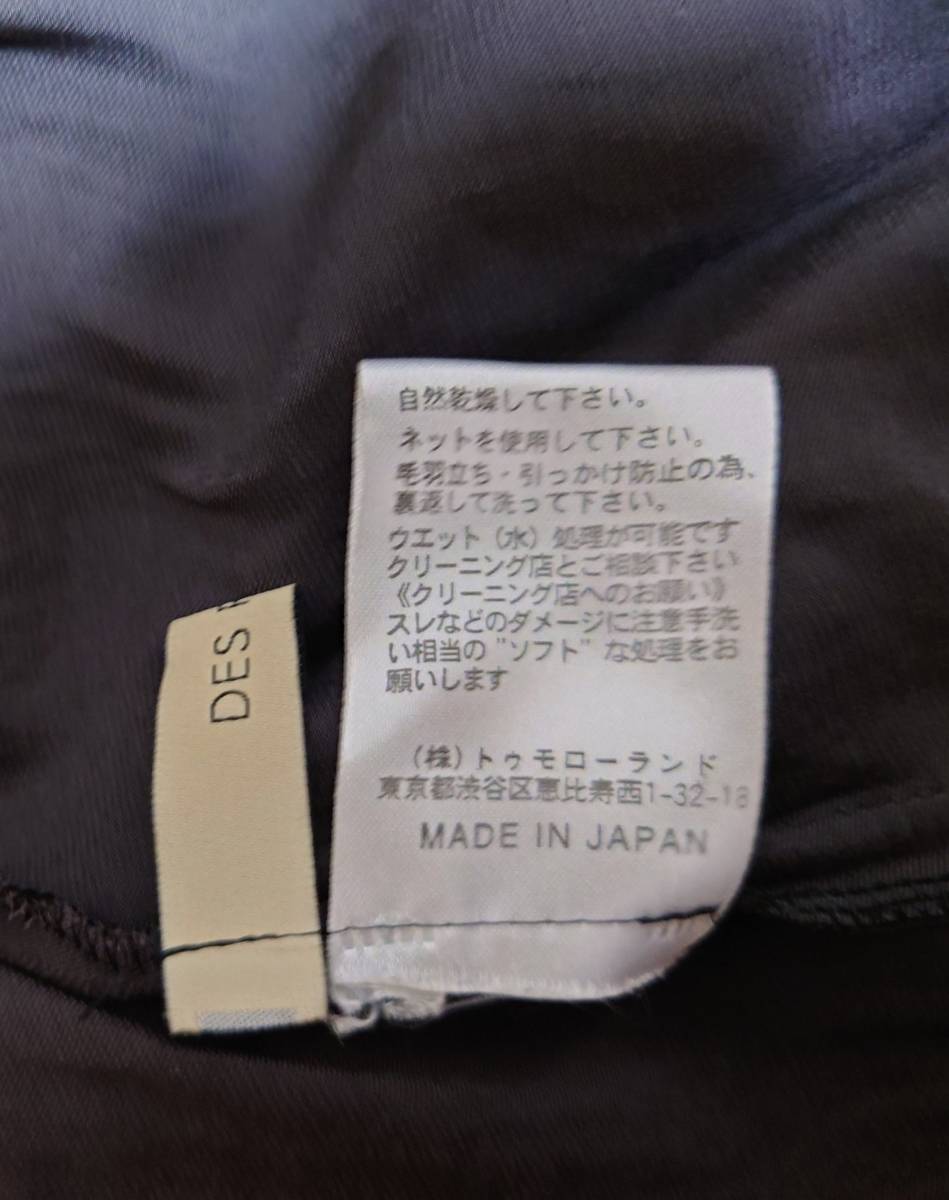 自然乾燥して下さい。
ネットを使用して下さい。
毛羽立ち・引っかけ防止の為、
裏返して洗って下さい。
ウエット（水）処理が可能です
クリーニング店とご相談下さい
《クリーニング店へのお願い》
スレなどのダメージに注意手洗
い相当の"ソフト"な処理をお
願いします
（株）トゥモローランド
東京都渋谷区恵比寿西1-32-18
MADE IN JAPAN
DES